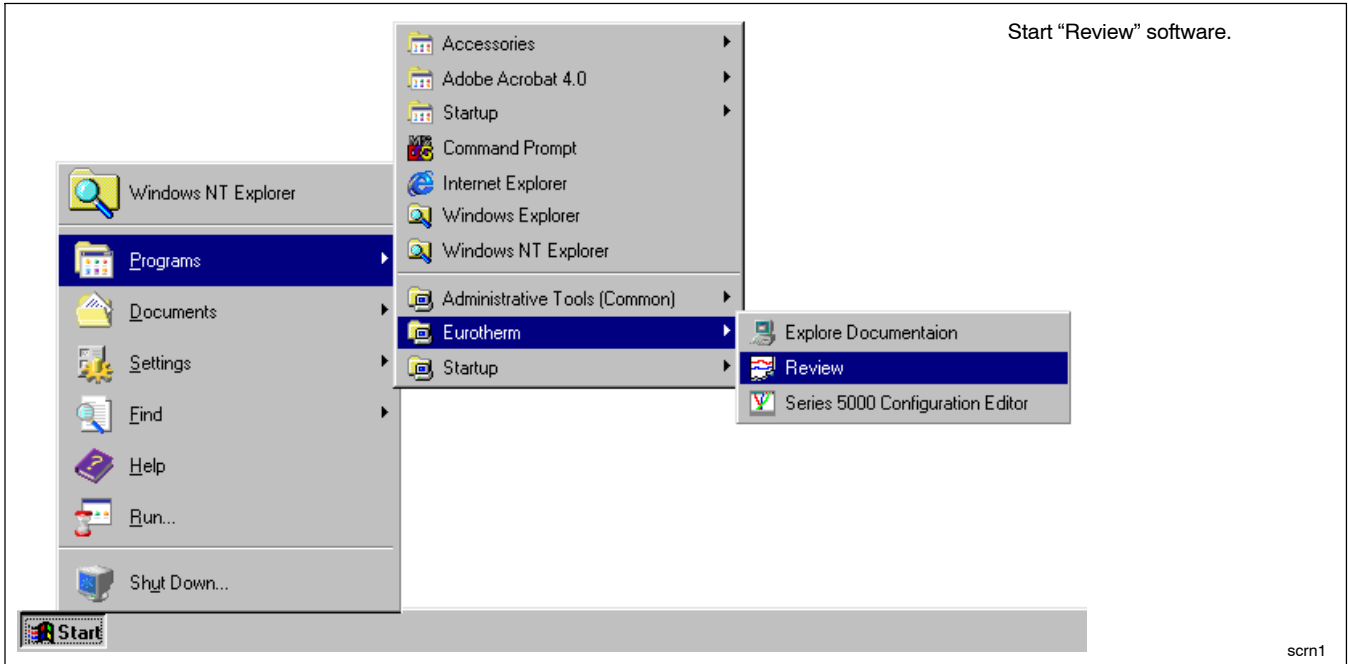 Start “Review” software.
Accessories
Adobe Acrobat 4.0
Startup
Command Prompt
Internet Explorer
Windows Explorer
Windows NT Explorer
Administrative Tools (Common)
Eurotherm
Startup
Explore Documentaion
Review
Series 5000 Configuration Editor
Windows NT Explorer
Programs
Documents
Settings
Find
Help
Run...
Shut Down...
Start
scrn1